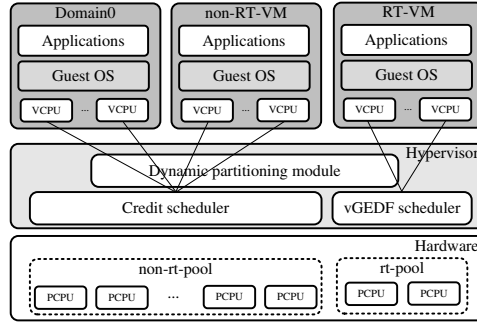 Domain0 non-RT-VM RT-VM
Applications Applications Applications
Guest OS Guest OS Guest OS
VCPU ... VCPU VCPU ... VCPU VCPU ... VCPU
Hypervisor
Dynamic partitioning module
Credit scheduler vGEDF scheduler
Hardware
non-rt-pool rt-pool
PCPU PCPU ... PCPU PCPU PCPU PCPU